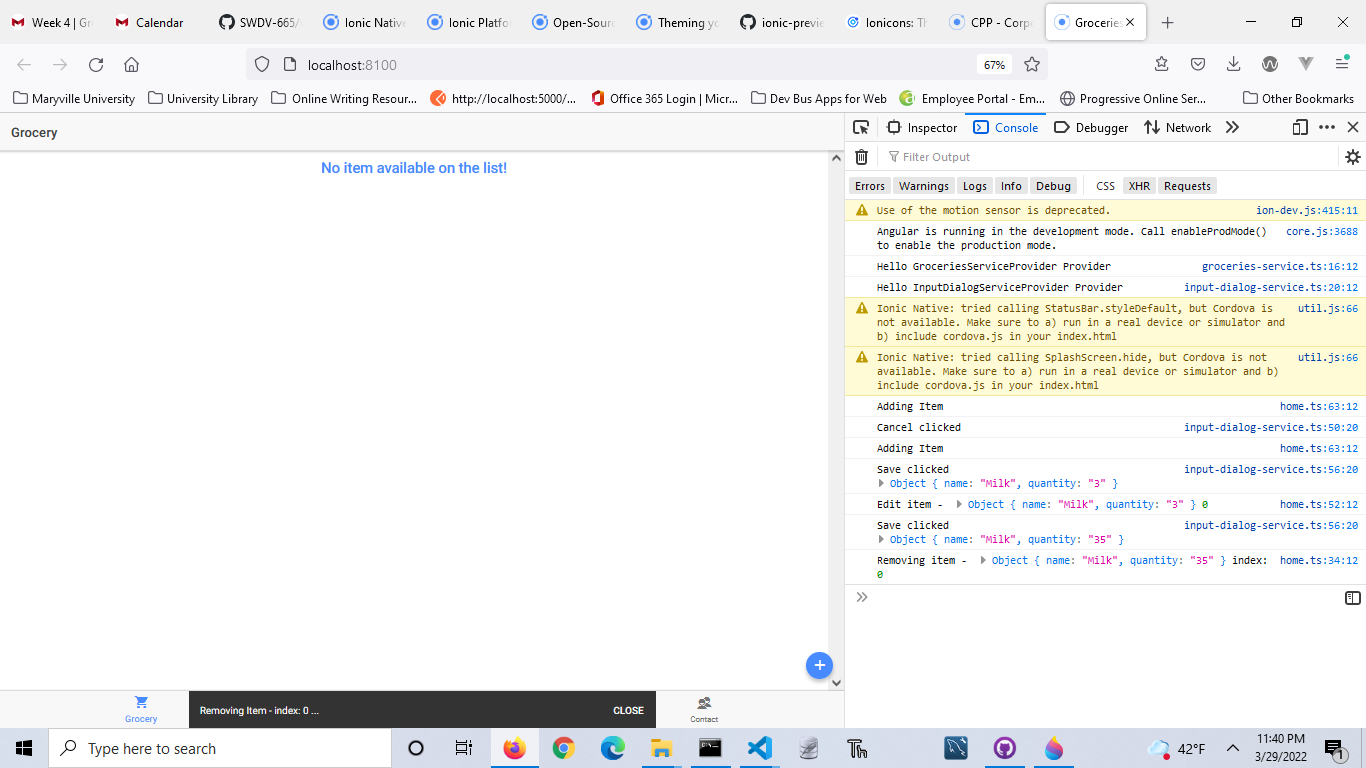 Week 4 | Gr
Calendar
SWDV-665/
Ionic Native
Ionic Platfo
Open-Sour
Theming yo
ionic-previe
Ionicons: Th
CPP - Corpe
Groceries
localhost:8100
67%
Maryville University
University Library
Online Writing Resour...
http://localhost:5000/...
Office 365 Login | Micr...
Dev Bus Apps for Web
Employee Portal - Em...
Progressive Online Ser...
Other Bookmarks
Grocery
No item available on the list!
Inspector
Console
Debugger
Network
Filter Output
Errors
Warnings
Logs
Info
Debug
CSS
XHR
Requests
Use of the motion sensor is deprecated. ion-dev.js:415:11
Angular is running in the development mode. Call enableProdMode() core.js:3688
to enable the production mode.
Hello GroceriesServiceProvider Provider groceries-service.ts:16:12
Hello InputDialogServiceProvider Provider input-dialog-service.ts:20:12
Ionic Native: tried calling StatusBar.styleDefault, but Cordova is util.js:66
not available. Make sure to a) run in a real device or simulator and
b) include cordova.js in your index.html
Ionic Native: tried calling SplashScreen.hide, but Cordova is not util.js:66
available. Make sure to a) run in a real device or simulator and b)
include cordova.js in your index.html
Adding Item home.ts:63:12
Cancel clicked input-dialog-service.ts:50:20
Adding Item home.ts:63:12
Save clicked input-dialog-service.ts:56:20
Object { name: "Milk", quantity: "3" }
Edit item - Object { name: "Milk", quantity: "3" } 0 home.ts:52:12
Save clicked input-dialog-service.ts:56:20
Object { name: "Milk", quantity: "35" }
Removing item - Object { name: "Milk", quantity: "35" } index: home.ts:34:12
0
Grocery
Removing Item - index: 0 ...
CLOSE
Contact
Type here to search
42°F
11:40 PM
3/29/2022
1